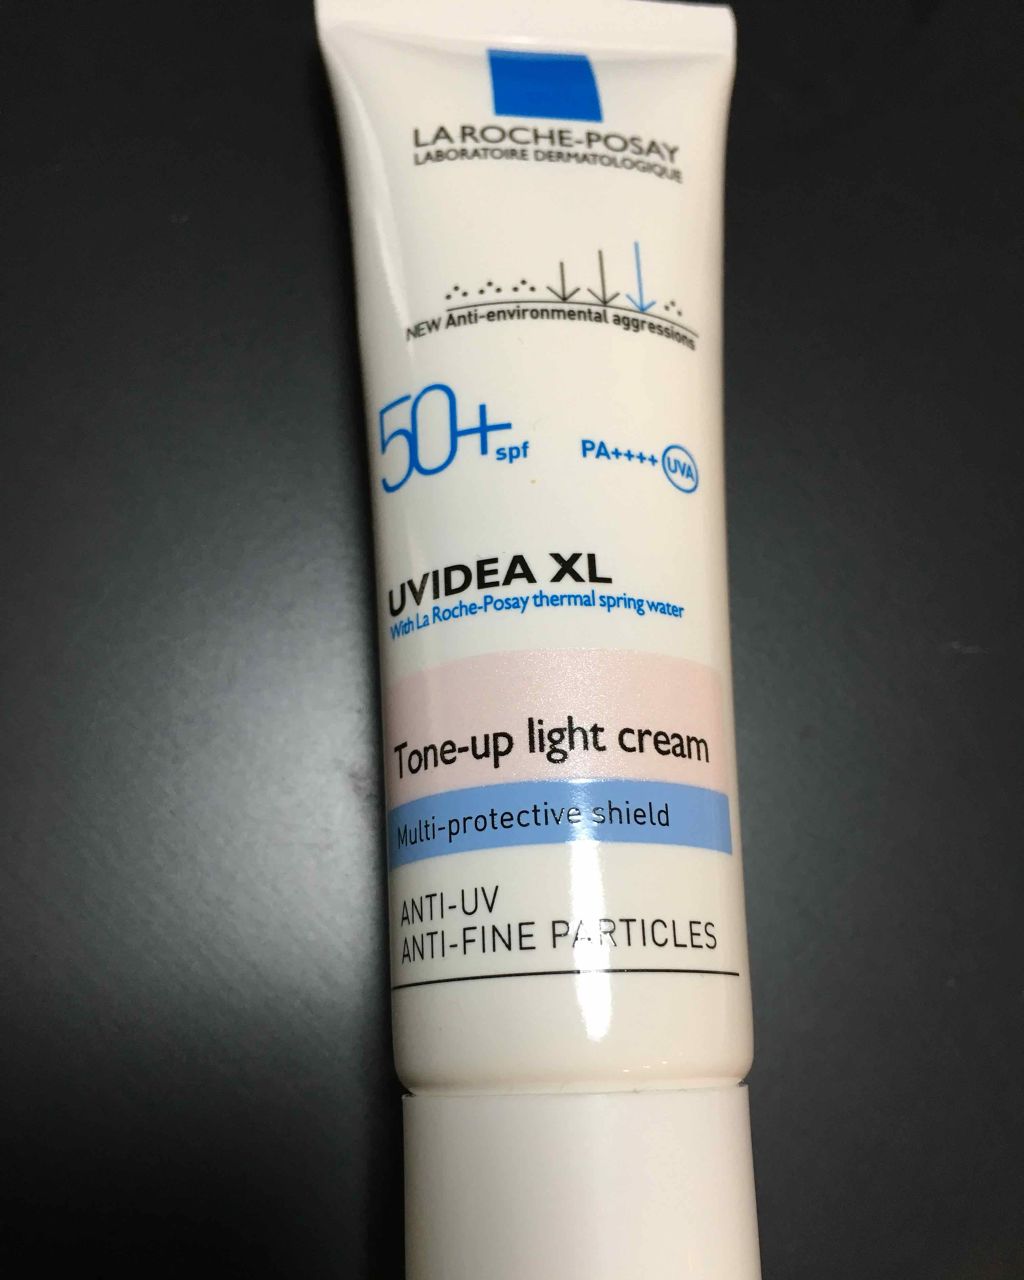 LA ROCHE-POSAY
LABORATOIRE DERMATOLOGIQUE
NEW Anti-environmental aggressions
50+ spf PA++++ UVA
UVIDEA XL
With La Roche-Posay thermal spring water
Tone-up light cream
Multi-protective shield
ANTI-UV
ANTI-FINE PARTICLES